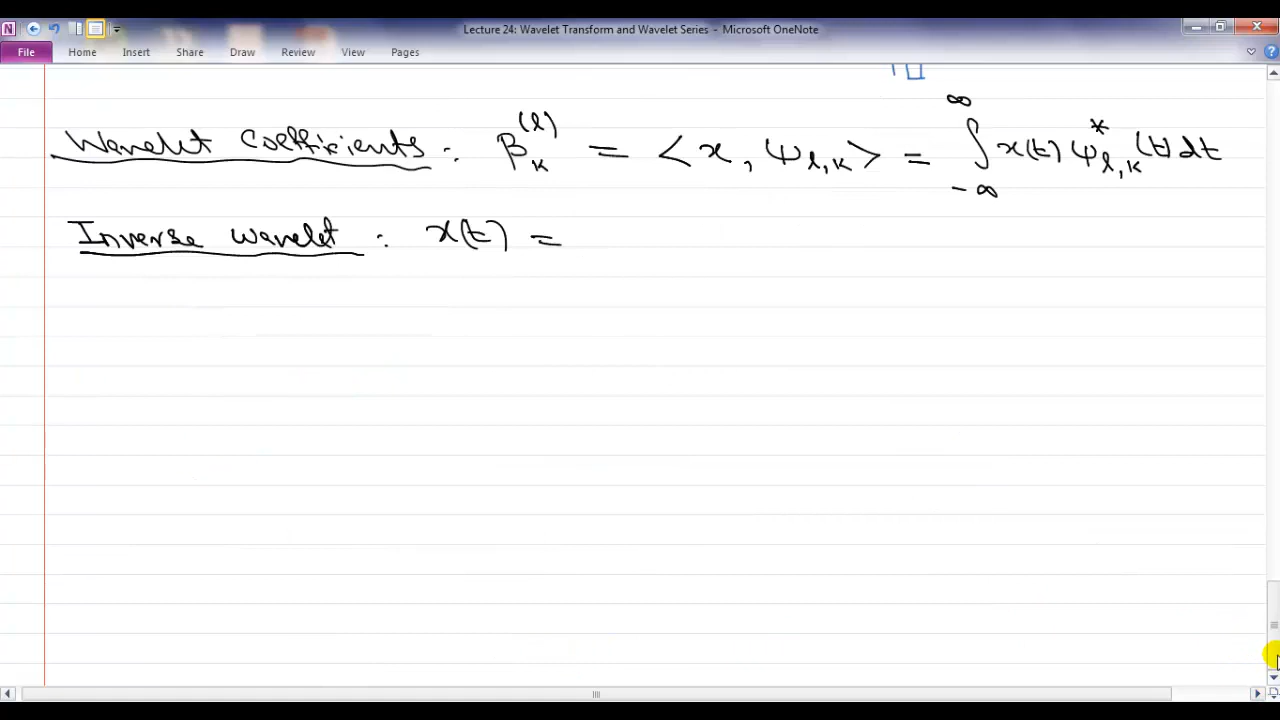 Lecture 24: Wavelet Transform and Wavelet Series - Microsoft OneNote
File Home Insert Share Draw Review View Pages
Wavelet Coefficients : β_k^(l) = < x, ψ_l,k > = ∫_-∞^∞ x(t) ψ*_l,k (t) dt
Inverse wavelet : x(t) =